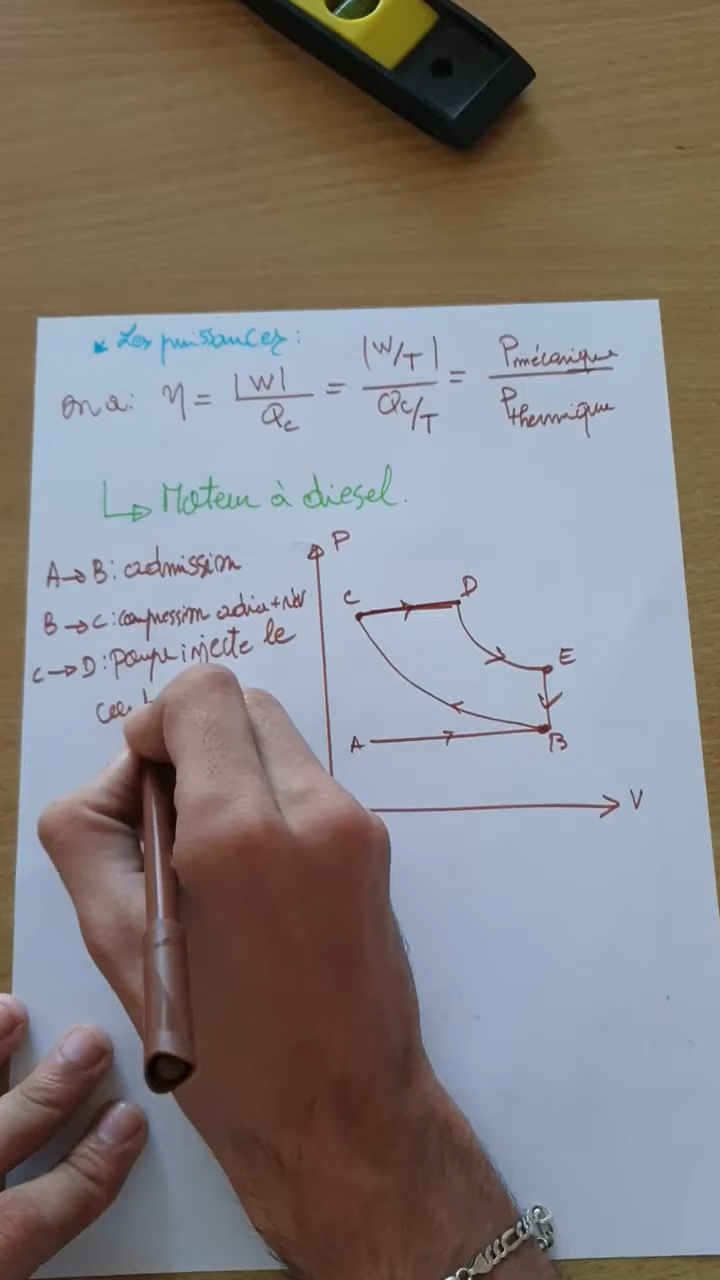 • Les puissances:
on a: η = |W| / Qc = |W/T| / Qc/T = Pmécanique / Pthermique
↳ Moteur à diesel.
A→B: admission
B→C: compression adia+rév
C→D: pompe injecte le
P
C
D
E
A
B
V